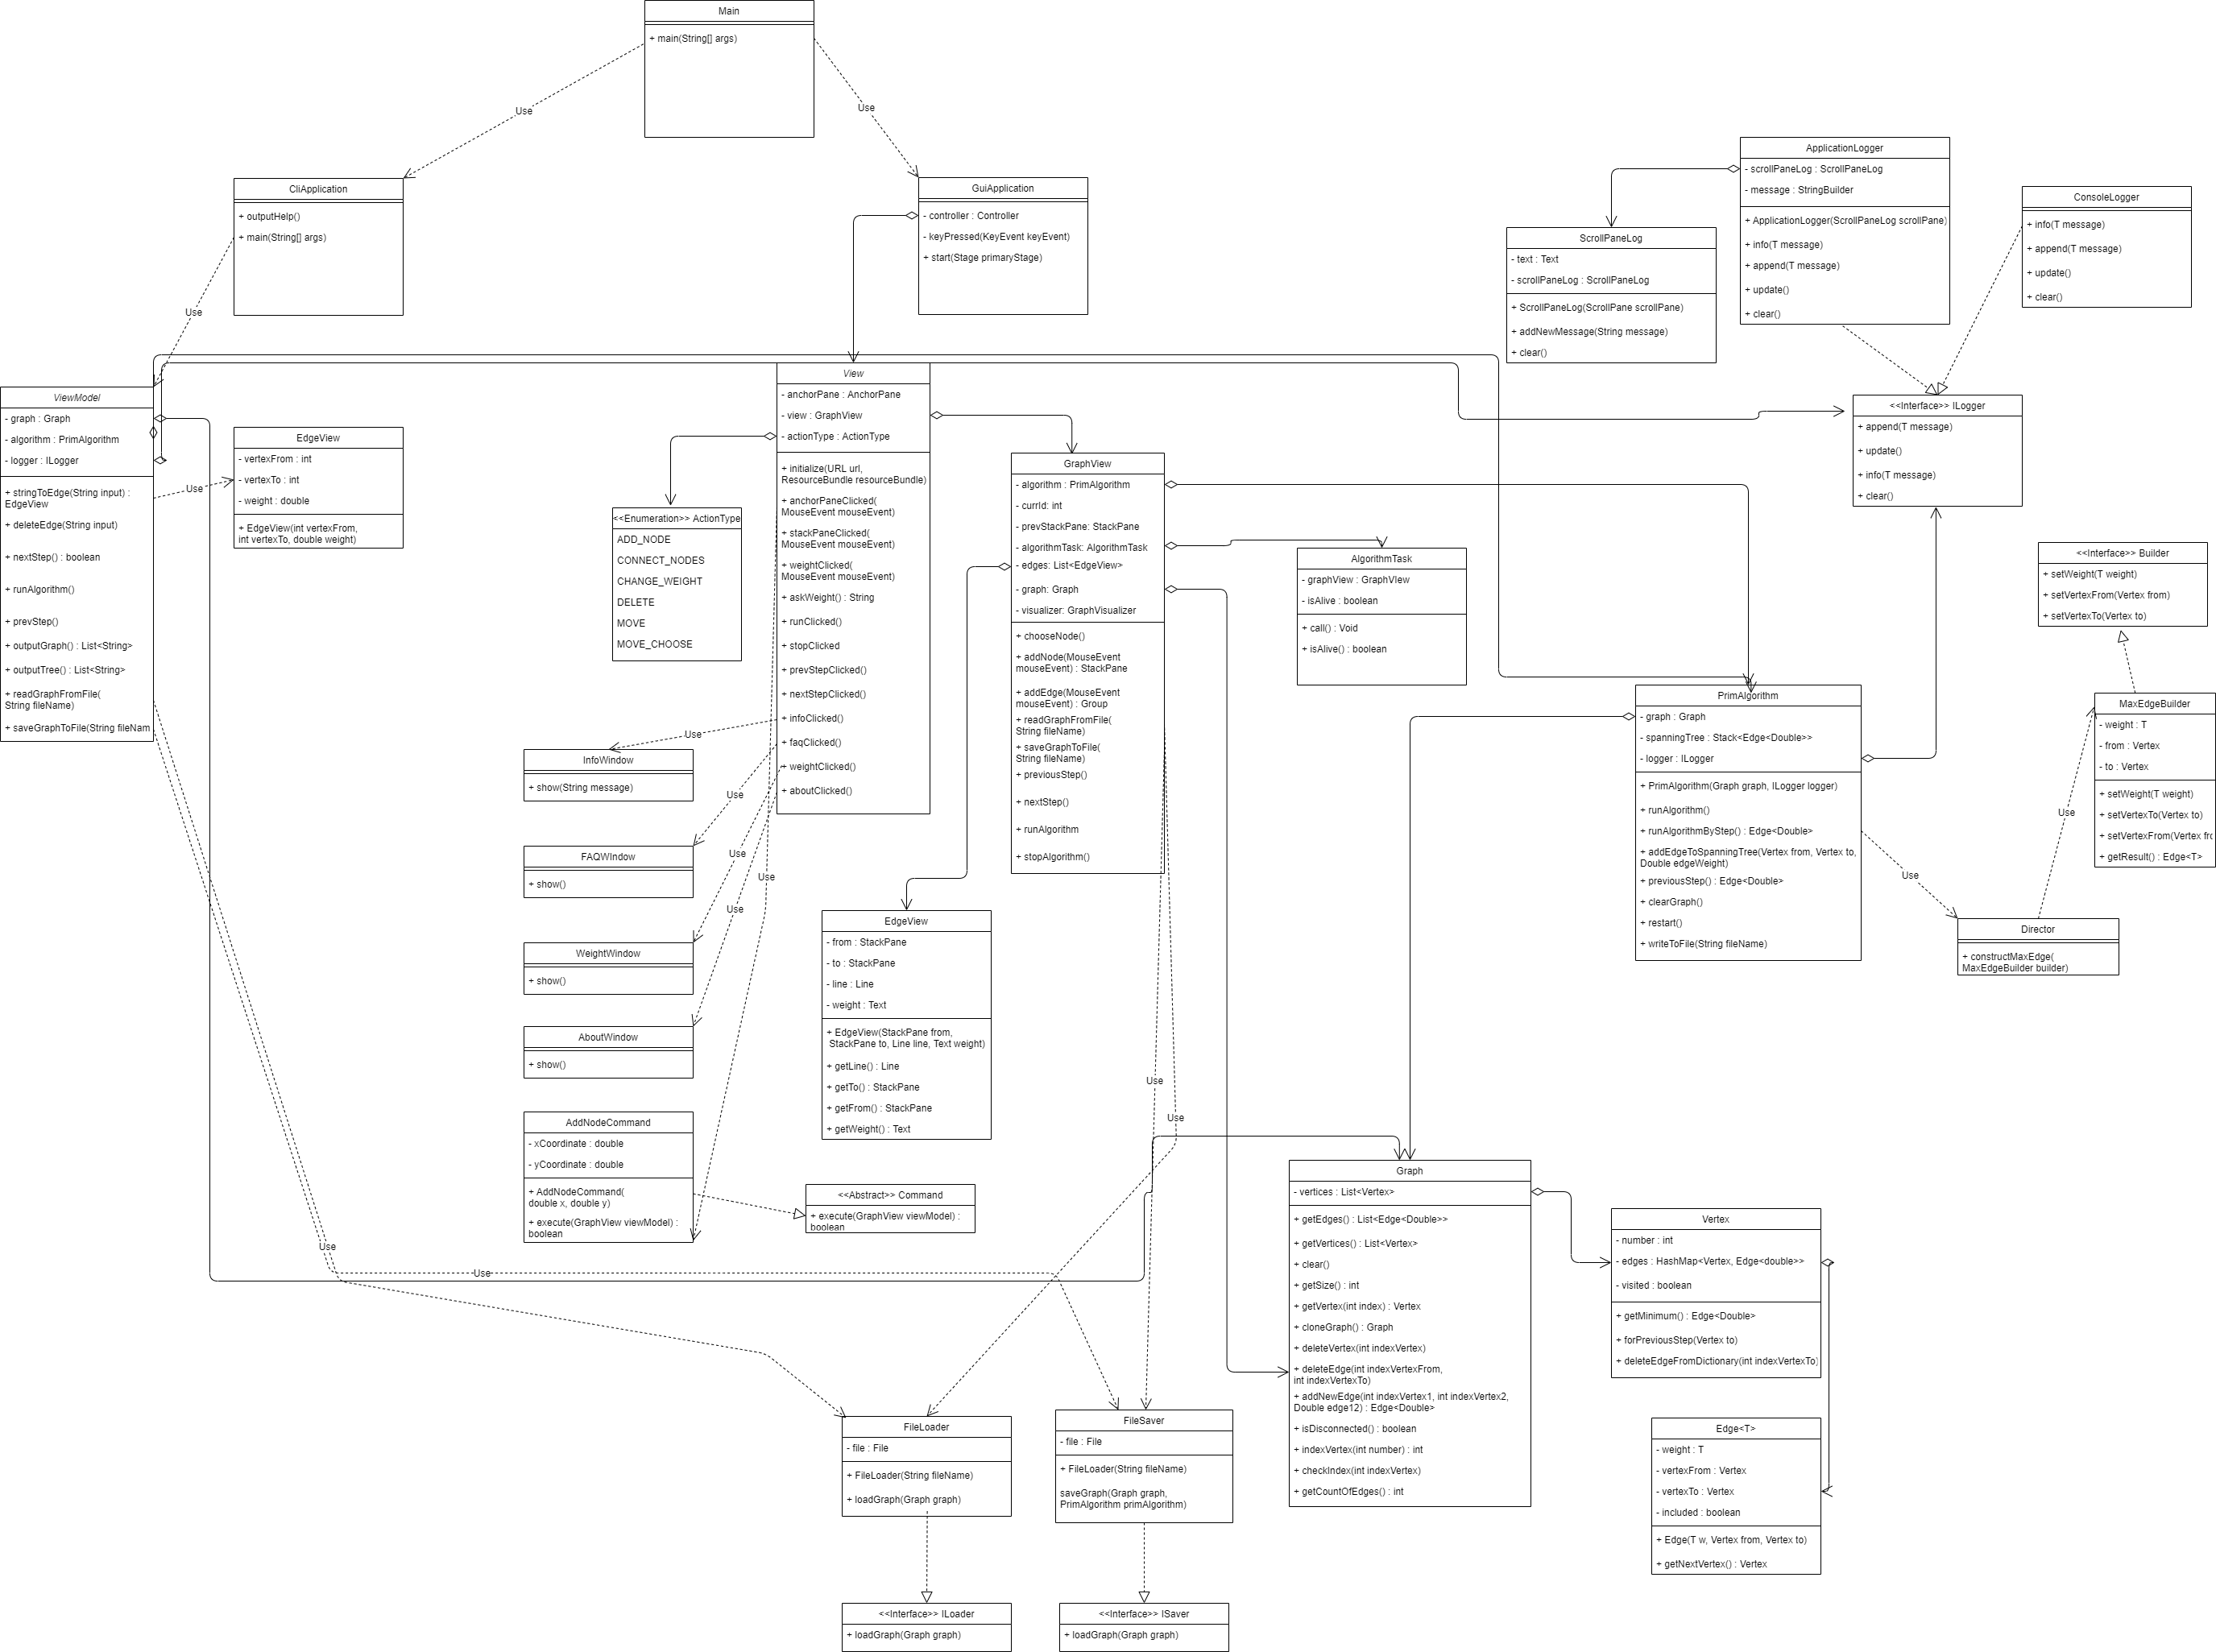 Main
+ main(String[] args)
Use
Use
CliApplication
+ outputHelp()
+ main(String[] args)
Use
GuiApplication
- controller : Controller
- keyPressed(KeyEvent keyEvent)
+ start(Stage primaryStage)
ApplicationLogger
- scrollPaneLog : ScrollPaneLog
- message : StringBuilder
+ ApplicationLogger(ScrollPaneLog scrollPane)
+ info(T message)
+ append(T message)
+ update()
+ clear()
ConsoleLogger
+ info(T message)
+ append(T message)
+ update()
+ clear()
ScrollPaneLog
- text : Text
- scrollPaneLog : ScrollPaneLog
+ ScrollPaneLog(ScrollPane scrollPane)
+ addNewMessage(String message)
+ clear()
<<Interface>> ILogger
+ append(T message)
+ update()
+ info(T message)
+ clear()
ViewModel
- graph : Graph
- algorithm : PrimAlgorithm
- logger : ILogger
+ stringToEdge(String input) :
EdgeView
+ deleteEdge(String input)
+ nextStep() : boolean
+ runAlgorithm()
+ prevStep()
+ outputGraph() : List<String>
+ outputTree() : List<String>
+ readGraphFromFile(
String fileName)
+ saveGraphToFile(String fileNam
Use
EdgeView
- vertexFrom : int
- vertexTo : int
- weight : double
+ EdgeView(int vertexFrom,
int vertexTo, double weight)
View
- anchorPane : AnchorPane
- view : GraphView
- actionType : ActionType
+ initialize(URL url,
ResourceBundle resourceBundle)
+ anchorPaneClicked(
MouseEvent mouseEvent)
+ stackPaneClicked(
MouseEvent mouseEvent)
+ weightClicked(
MouseEvent mouseEvent)
+ askWeight() : String
+ runClicked()
+ stopClicked
+ prevStepClicked()
+ nextStepClicked()
+ infoClicked()
+ faqClicked()
+ weightClicked()
+ aboutClicked()
<<Enumeration>> ActionType
ADD_NODE
CONNECT_NODES
CHANGE_WEIGHT
DELETE
MOVE
MOVE_CHOOSE
GraphView
- algorithm : PrimAlgorithm
- currId: int
- prevStackPane: StackPane
- algorithmTask: AlgorithmTask
- edges: List<EdgeView>
- graph: Graph
- visualizer: GraphVisualizer
+ chooseNode()
+ addNode(MouseEvent
mouseEvent) : StackPane
+ addEdge(MouseEvent
mouseEvent) : Group
+ readGraphFromFile(
String fileName)
+ saveGraphToFile(
String fileName)
+ previousStep()
+ nextStep()
+ runAlgorithm
+ stopAlgorithm()
AlgorithmTask
- graphView : GraphVIew
- isAlive : boolean
+ call() : Void
+ isAlive() : boolean
<<Interface>> Builder
+ setWeight(T weight)
+ setVertexFrom(Vertex from)
+ setVertexTo(Vertex to)
PrimAlgorithm
- graph : Graph
- spanningTree : Stack<Edge<Double>>
- logger : ILogger
+ PrimAlgorithm(Graph graph, ILogger logger)
+ runAlgorithm()
+ runAlgorithmByStep() : Edge<Double>
+ addEdgeToSpanningTree(Vertex from, Vertex to,
Double edgeWeight)
+ previousStep() : Edge<Double>
+ clearGraph()
+ restart()
+ writeToFile(String fileName)
MaxEdgeBuilder
- weight : T
- from : Vertex
- to : Vertex
+ setWeight(T weight)
+ setVertexTo(Vertex to)
+ setVertexFrom(Vertex fr
+ getResult() : Edge<T>
Use
Use
Director
+ constructMaxEdge(
MaxEdgeBuilder builder)
Use
InfoWindow
+ show(String message)
Use
FAQWIndow
+ show()
Use
Use
Use
WeightWindow
+ show()
AboutWindow
+ show()
EdgeView
- from : StackPane
- to : StackPane
- line : Line
- weight : Text
+ EdgeView(StackPane from,
StackPane to, Line line, Text weight)
+ getLine() : Line
+ getTo() : StackPane
+ getFrom() : StackPane
+ getWeight() : Text
Use
Use
AddNodeCommand
- xCoordinate : double
- yCoordinate : double
+ AddNodeCommand(
double x, double y)
+ execute(GraphView viewModel) :
boolean
<<Abstract>> Command
+ execute(GraphView viewModel) :
boolean
Use
Use
Graph
- vertices : List<Vertex>
+ getEdges() : List<Edge<Double>>
+ getVertices() : List<Vertex>
+ clear()
+ getSize() : int
+ getVertex(int index) : Vertex
+ cloneGraph() : Graph
+ deleteVertex(int indexVertex)
+ deleteEdge(int indexVertexFrom,
int indexVertexTo)
+ addNewEdge(int indexVertex1, int indexVertex2,
Double edge12) : Edge<Double>
+ isDisconnected() : boolean
+ indexVertex(int number) : int
+ checkIndex(int indexVertex)
+ getCountOfEdges() : int
Vertex
- number : int
- edges : HashMap<Vertex, Edge<double>>
- visited : boolean
+ getMinimum() : Edge<Double>
+ forPreviousStep(Vertex to)
+ deleteEdgeFromDictionary(int indexVertexTo)
Edge<T>
- weight : T
- vertexFrom : Vertex
- vertexTo : Vertex
- included : boolean
+ Edge(T w, Vertex from, Vertex to)
+ getNextVertex() : Vertex
FileLoader
- file : File
+ FileLoader(String fileName)
+ loadGraph(Graph graph)
FileSaver
- file : File
+ FileLoader(String fileName)
saveGraph(Graph graph,
PrimAlgorithm primAlgorithm)
<<Interface>> ILoader
+ loadGraph(Graph graph)
<<Interface>> ISaver
+ loadGraph(Graph graph)